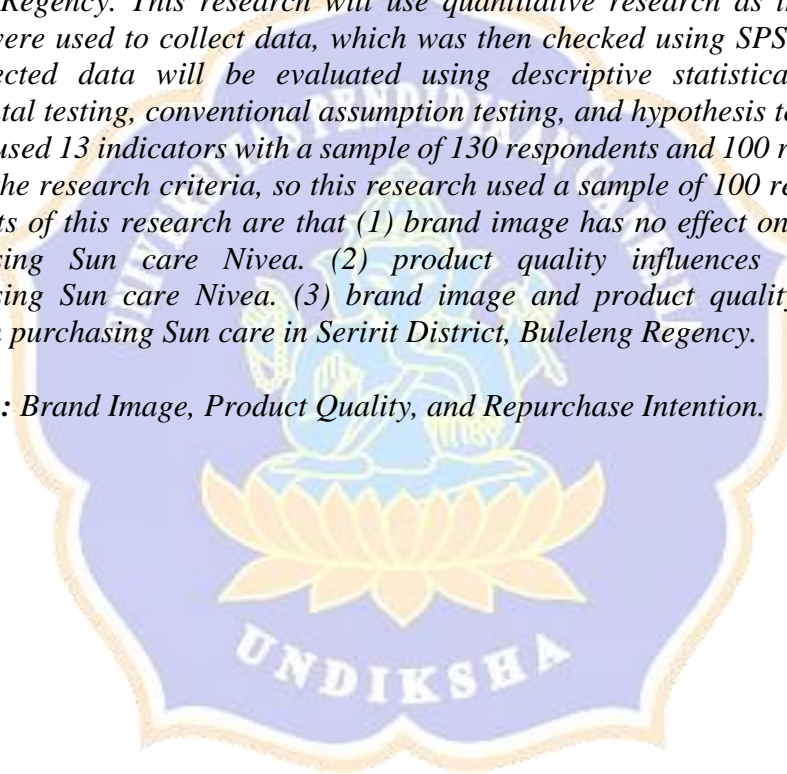 Regency. This research will use quantitative research as
were used to collect data, which was then checked using SPS
ected data will be evaluated using descriptive statistica
tal testing, conventional assumption testing, and hypothesis te
used 13 indicators with a sample of 130 respondents and 100 r
he research criteria, so this research used a sample of 100 re
ts of this research are that (1) brand image has no effect on
sing Sun care Nivea. (2) product quality influences
sing Sun care Nivea. (3) brand image and product quality
purchasing Sun care in Seririt District, Buleleng Regency.
: Brand Image, Product Quality, and Repurchase Intention.
UNIVERSITAS PENDIDIKAN GANESHA
UNDIKSHA